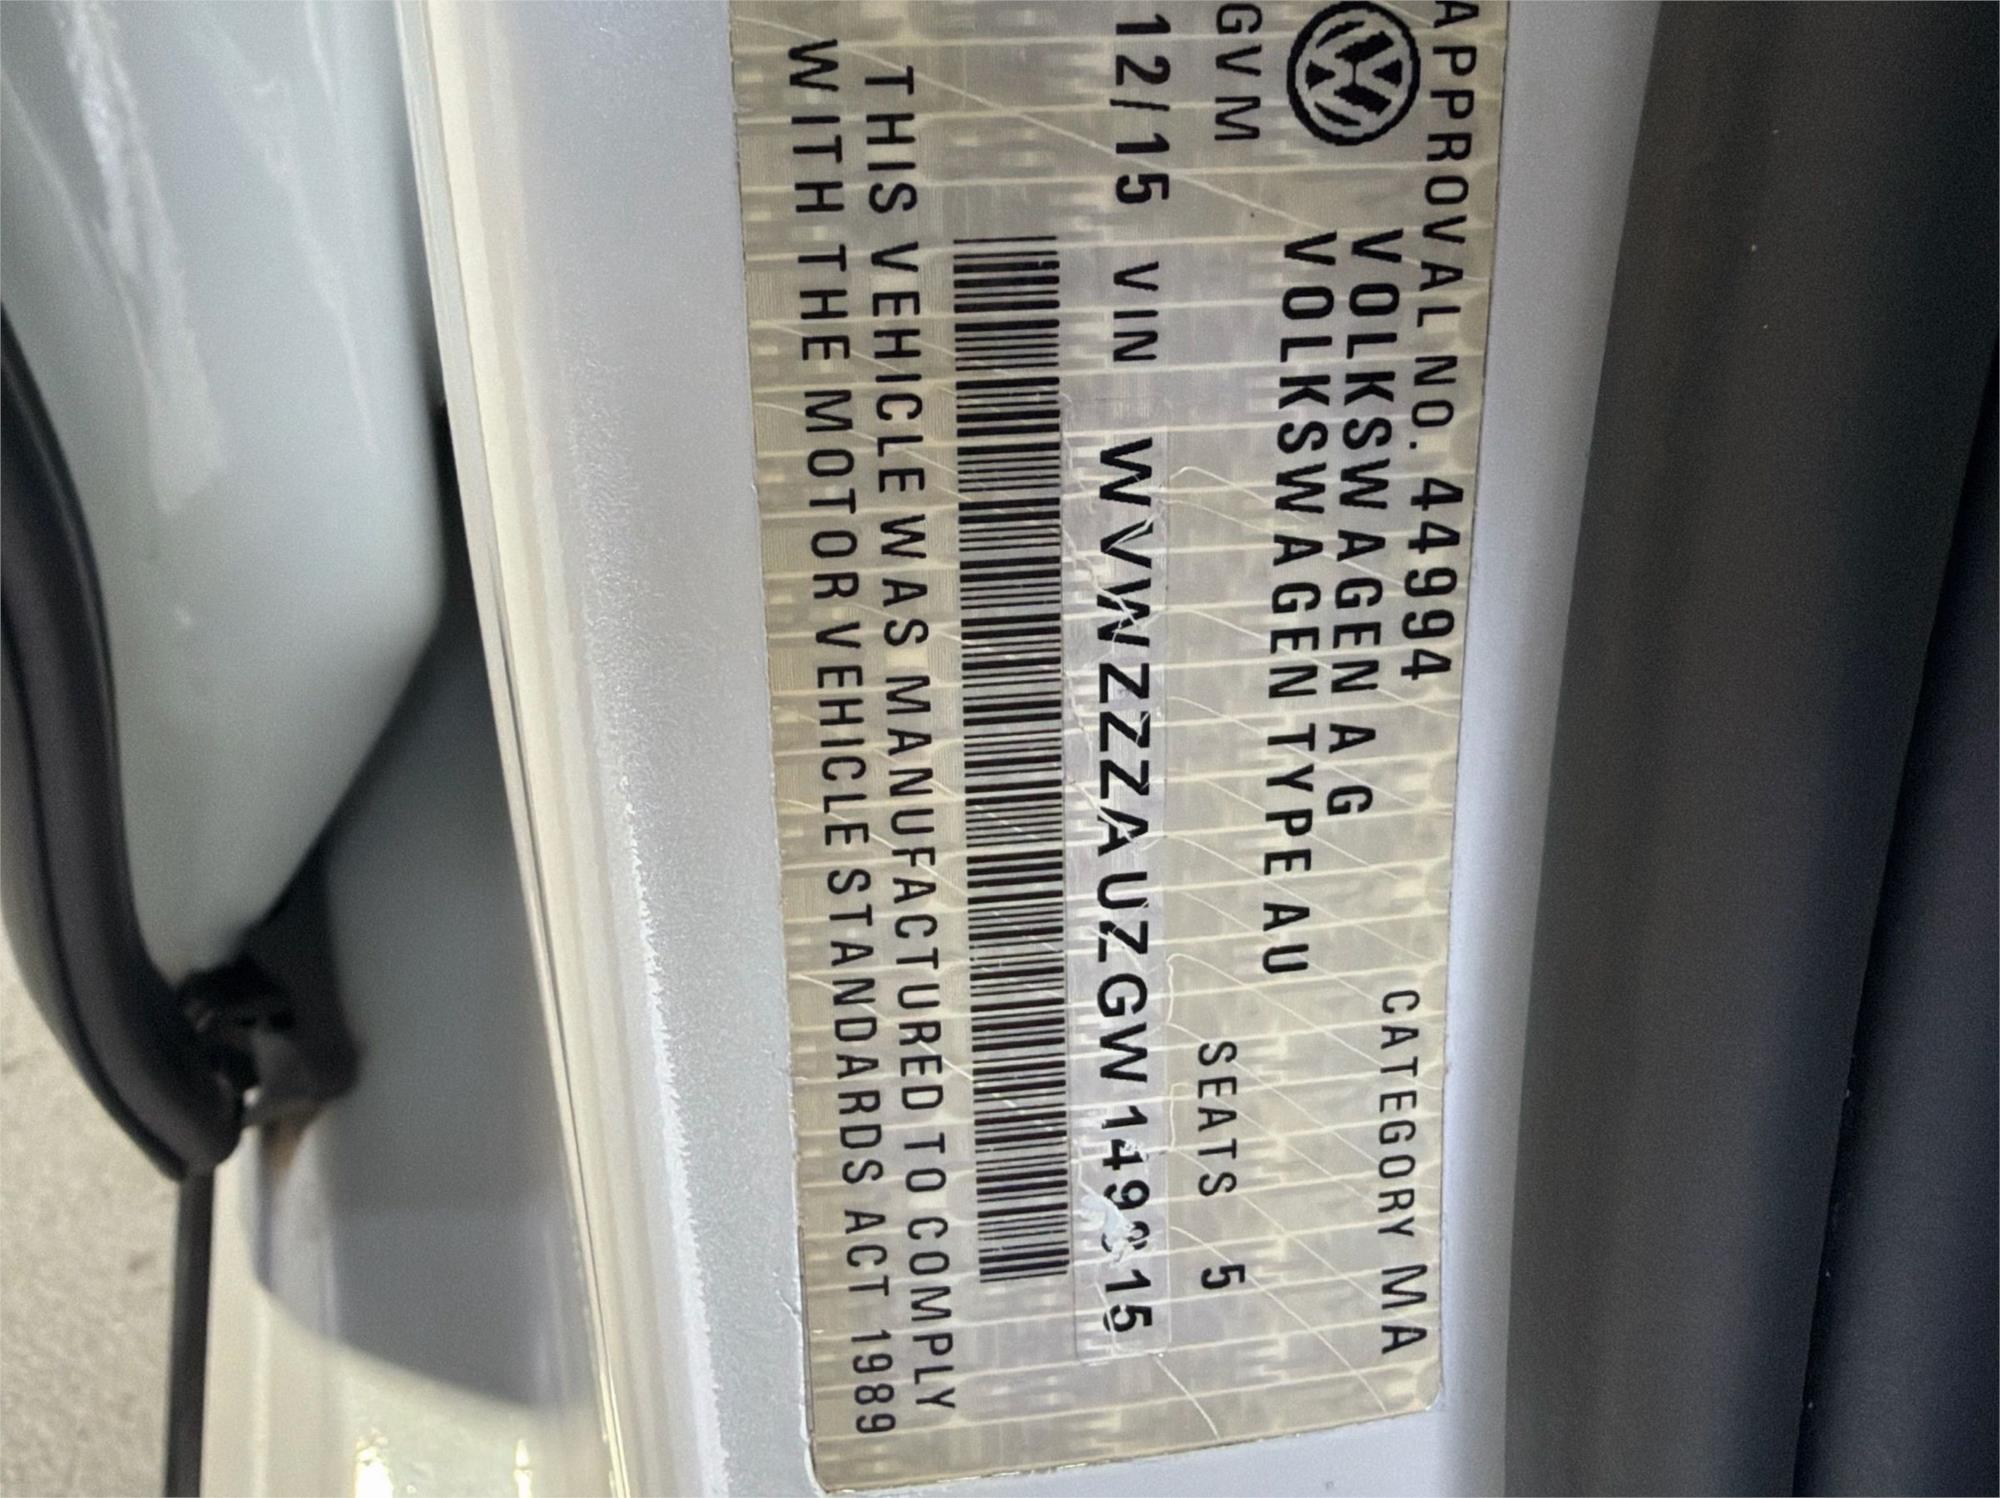 APPROVAL NO. 44994 CATEGORY MA
VOLKSWAGEN AG
VOLKSWAGEN TYPE AU
GVM SEATS 5
12/15 VIN
THIS VEHICLE WAS MANUFACTURED TO COMPLY
WITH THE MOTOR VEHICLE STANDARDS ACT 1989